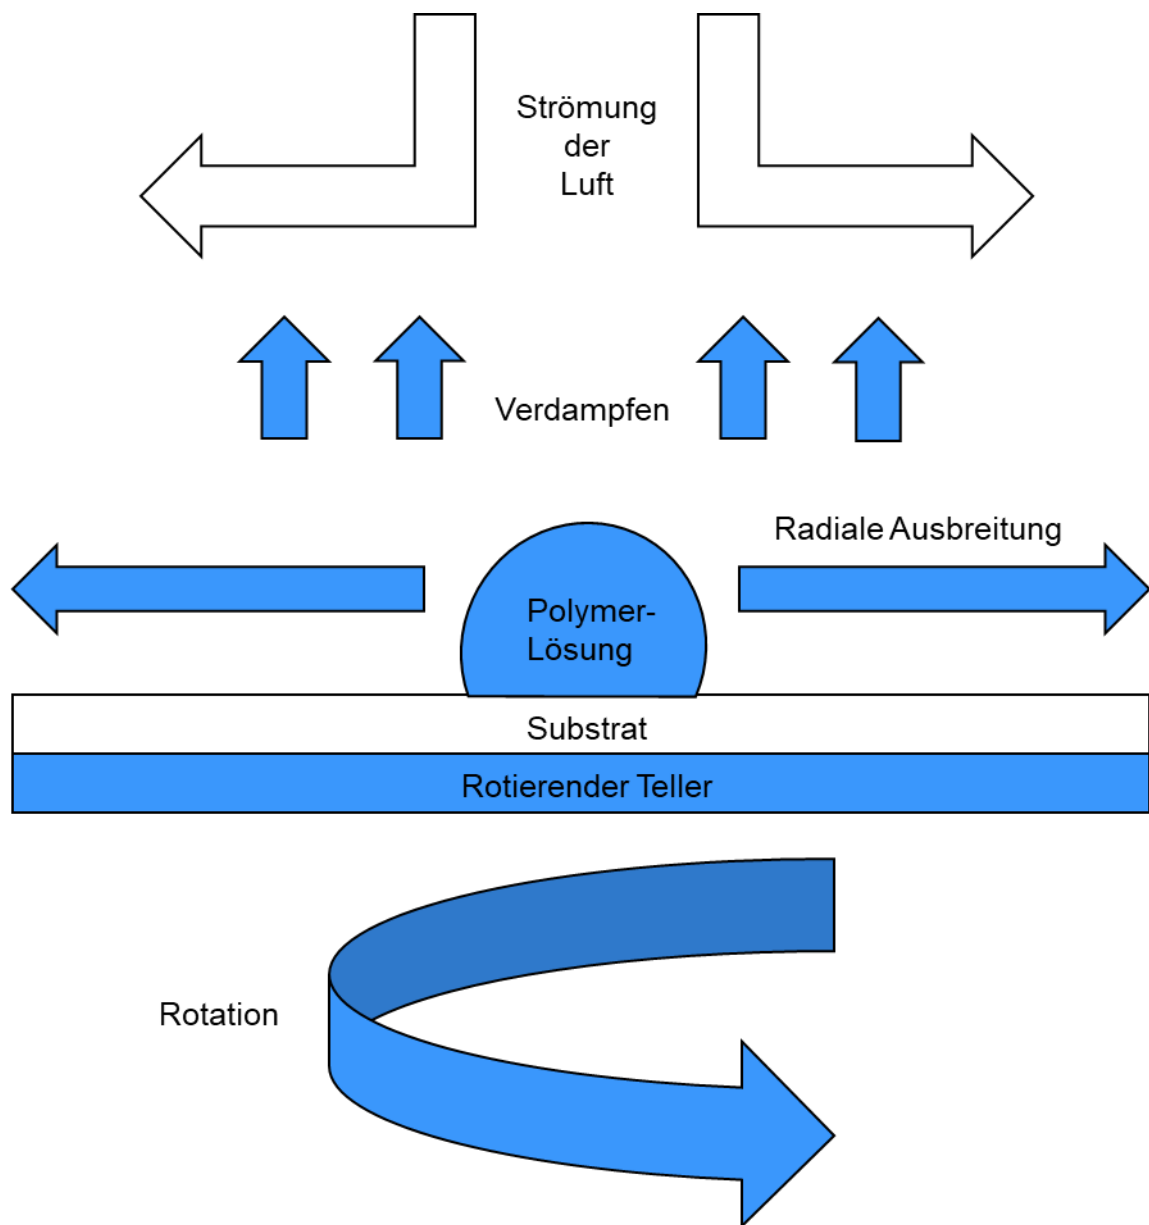 Strömung
der
Luft
Verdampfen
Radiale Ausbreitung
Polymer-
Lösung
Substrat
Rotierender Teller
Rotation